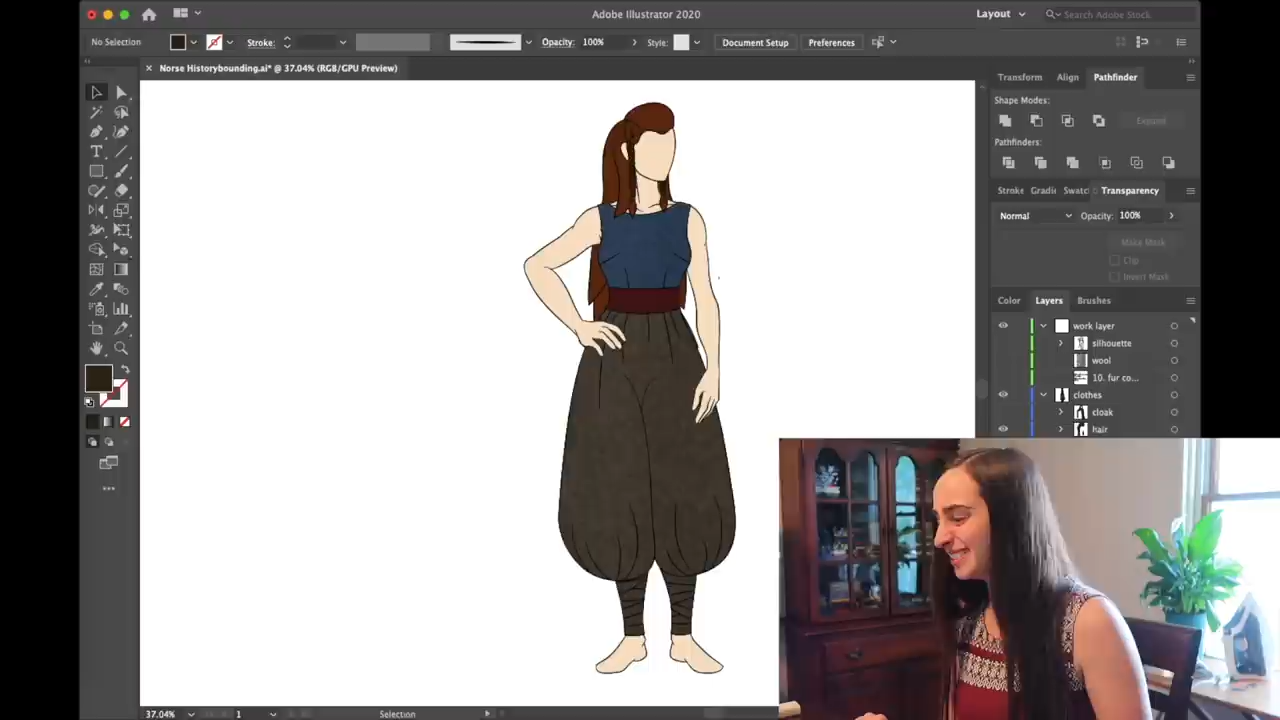 Adobe Illustrator 2020
Layout
Search Adobe Stock
No Selection
Stroke:
Opacity: 100%
Style:
Document Setup
Preferences
× Norse Historybounding.ai* @ 37.04% (RGB/GPU Preview)
Transform Align Pathfinder
Shape Modes:
Expand
Pathfinders:
Stroke Gradi Swatc Transparency
Normal
Opacity: 100%
Make Mask
Clip
Invert Mask
Color Layers Brushes
work layer
silhouette
wool
10. fur co...
clothes
cloak
hair
37.04%
1
Selection